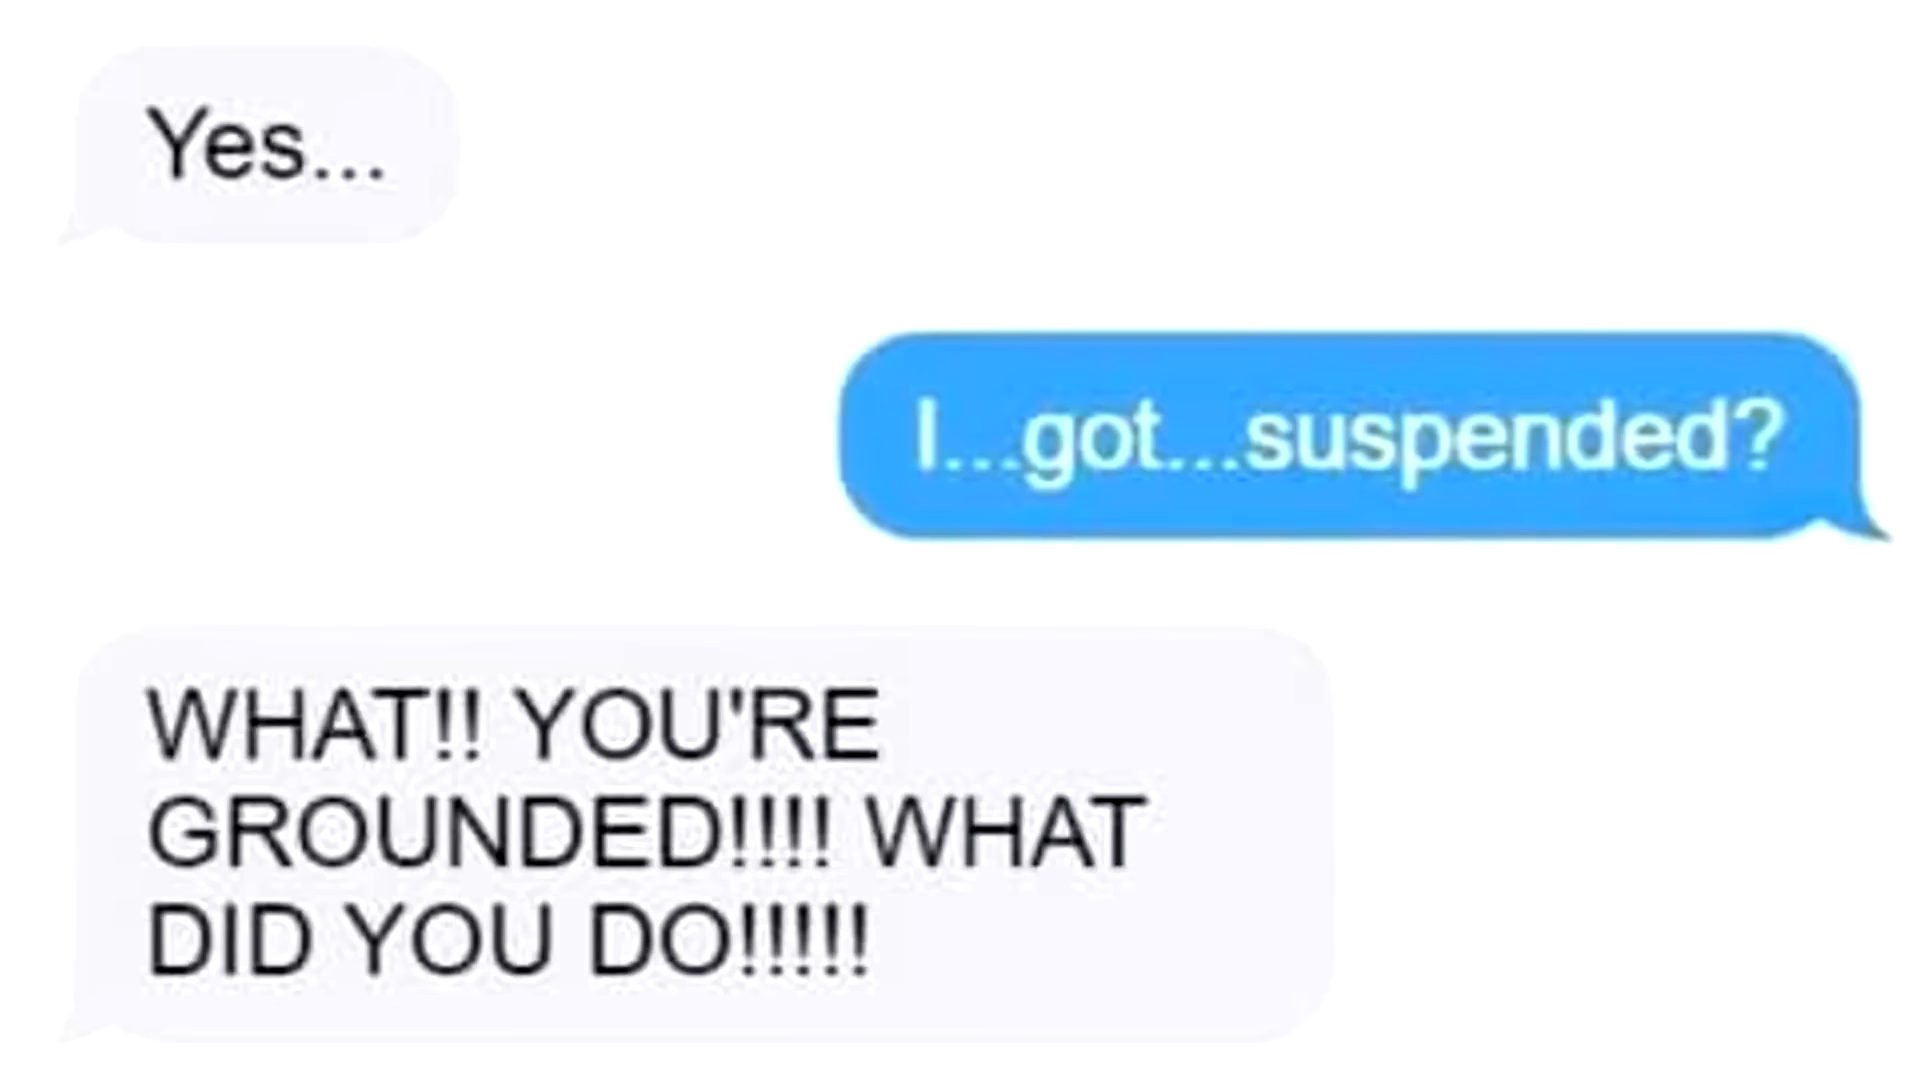 Yes...
I...got...suspended?
WHAT!! YOU'RE
GROUNDED!!!! WHAT
DID YOU DO!!!!!